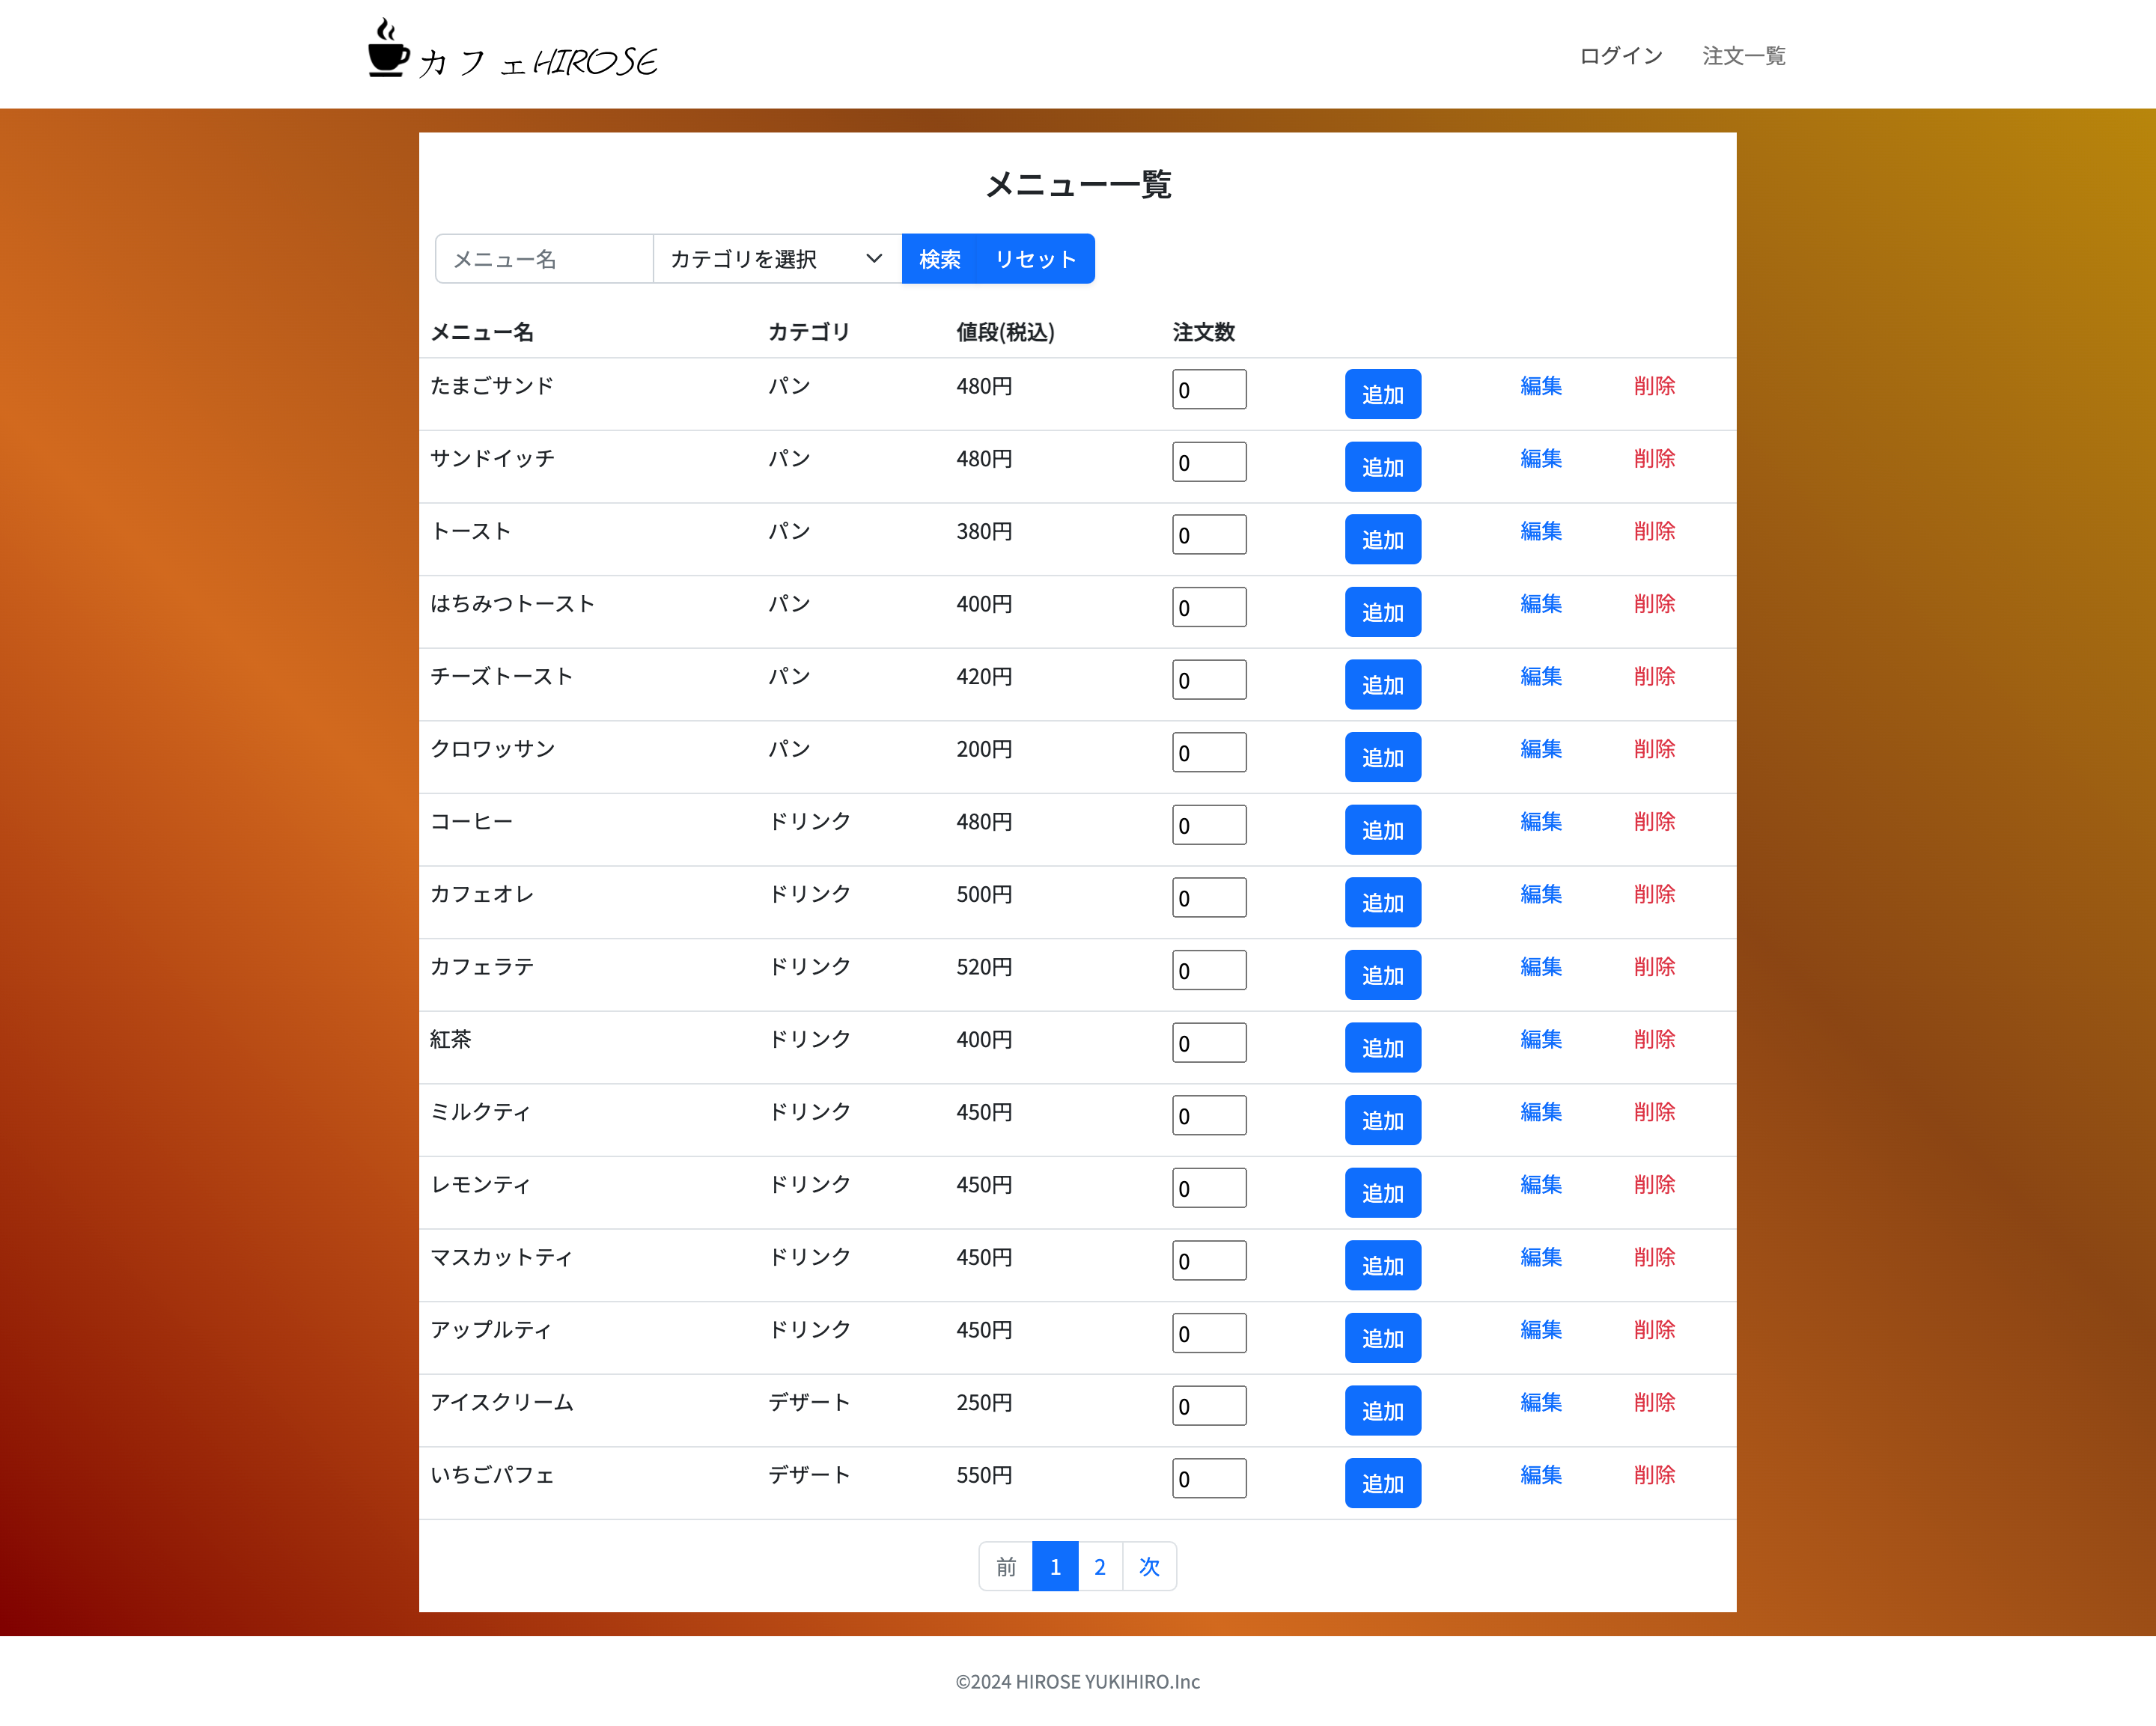 カフェHIROSE
ログイン 注文一覧
メニュー一覧
メニュー名 カテゴリを選択 検索 リセット
メニュー名 カテゴリ 値段(税込) 注文数
たまごサンド パン 480円 0 追加 編集 削除
サンドイッチ パン 480円 0 追加 編集 削除
トースト パン 380円 0 追加 編集 削除
はちみつトースト パン 400円 0 追加 編集 削除
チーズトースト パン 420円 0 追加 編集 削除
クロワッサン パン 200円 0 追加 編集 削除
コーヒー ドリンク 480円 0 追加 編集 削除
カフェオレ ドリンク 500円 0 追加 編集 削除
カフェラテ ドリンク 520円 0 追加 編集 削除
紅茶 ドリンク 400円 0 追加 編集 削除
ミルクティ ドリンク 450円 0 追加 編集 削除
レモンティ ドリンク 450円 0 追加 編集 削除
マスカットティ ドリンク 450円 0 追加 編集 削除
アップルティ ドリンク 450円 0 追加 編集 削除
アイスクリーム デザート 250円 0 追加 編集 削除
いちごパフェ デザート 550円 0 追加 編集 削除
前 1 2 次
©2024 HIROSE YUKIHIRO.Inc